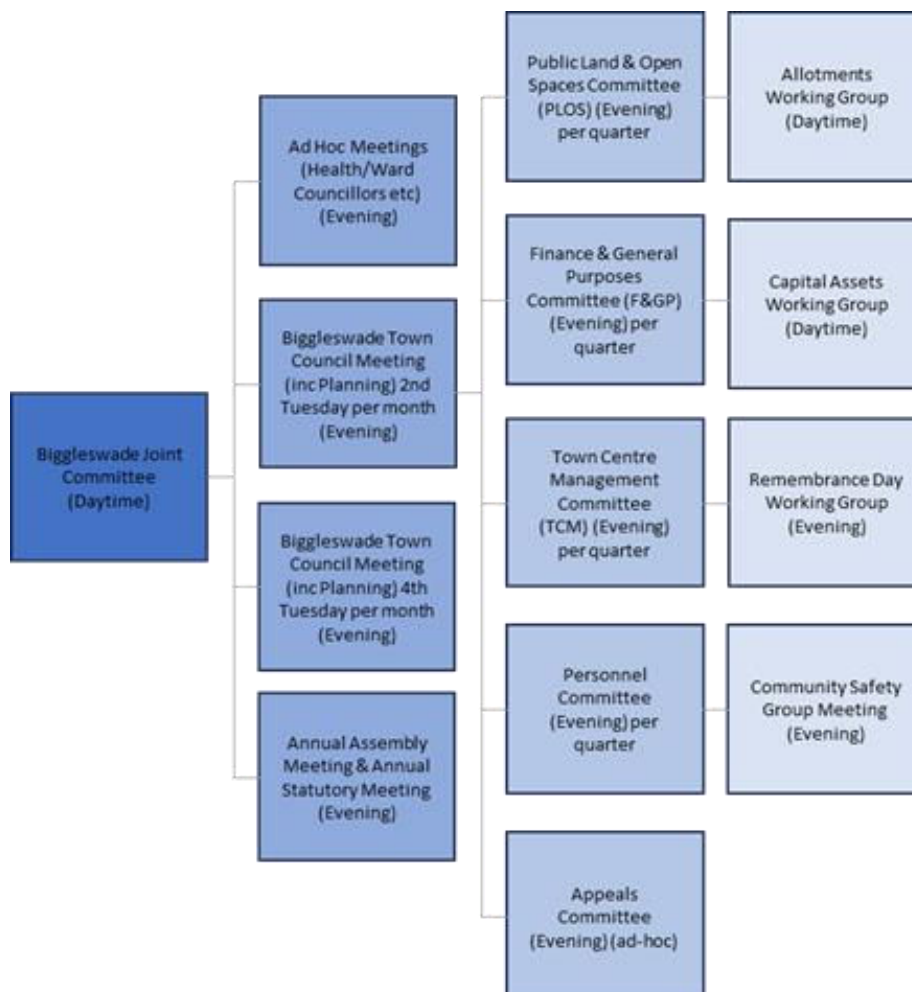 Biggleswade Joint
Committee
(Daytime)
Ad Hoc Meetings
(Health/Ward
Councillors etc)
(Evening)
Biggleswade Town
Council Meeting
(inc Planning) 2nd
Tuesday per month
(Evening)
Biggleswade Town
Council Meeting
(inc Planning) 4th
Tuesday per month
(Evening)
Annual Assembly
Meeting & Annual
Statutory Meeting
(Evening)
Public Land & Open
Spaces Committee
(PLOS) (Evening)
per quarter
Finance & General
Purposes
Committee (F&GP)
(Evening) per
quarter
Town Centre
Management
Committee
(TCM) (Evening)
per quarter
Personnel
Committee
(Evening) per
quarter
Appeals
Committee
(Evening) (ad-hoc)
Allotments
Working Group
(Daytime)
Capital Assets
Working Group
(Daytime)
Remembrance Day
Working Group
(Evening)
Community Safety
Group Meeting
(Evening)